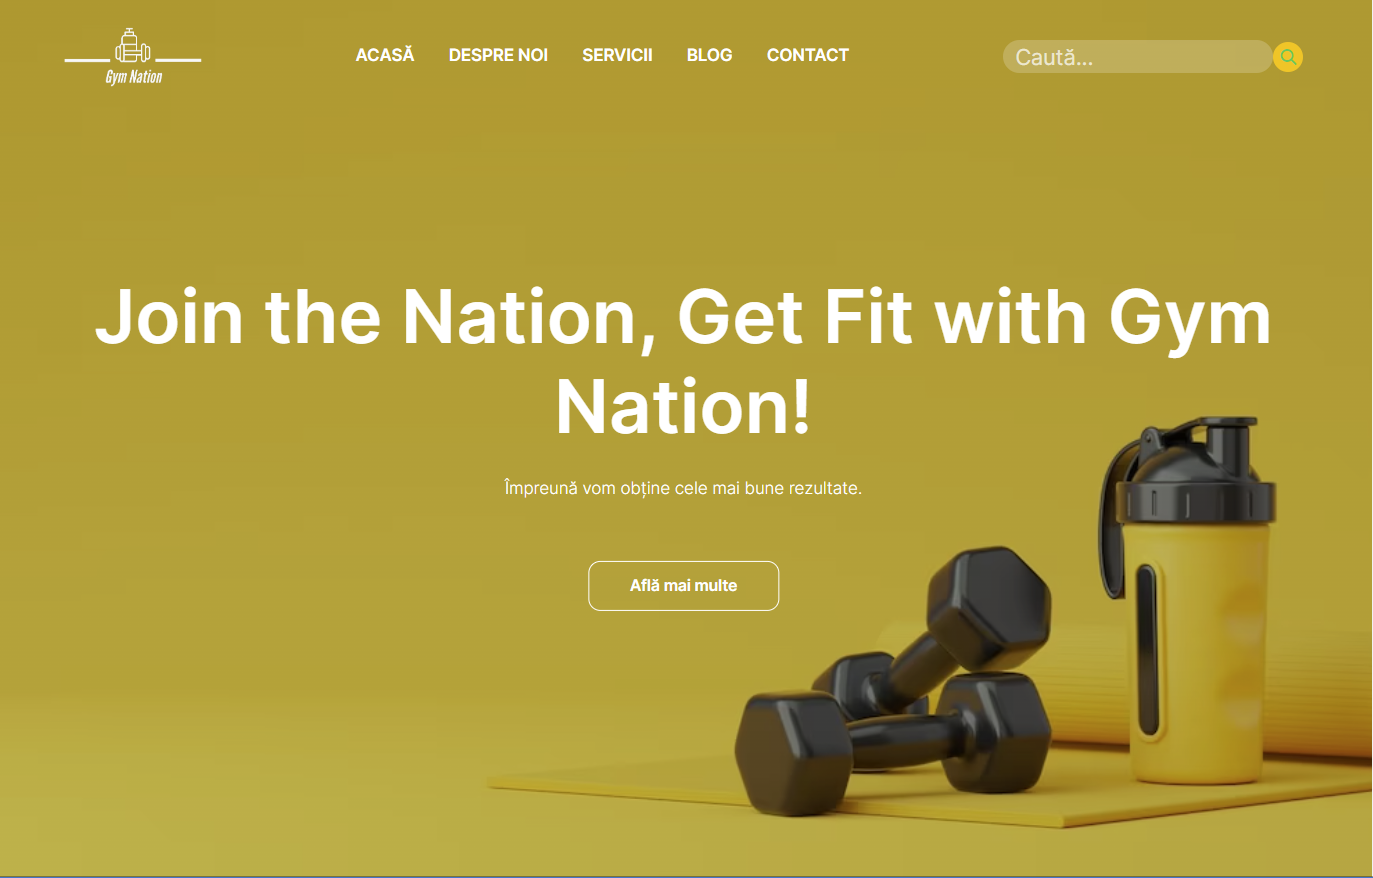 Gym Nation
ACASĂ DESPRE NOI SERVICII BLOG CONTACT
Caută...
Join the Nation, Get Fit with Gym
Nation!
Împreună vom obține cele mai bune rezultate.
Află mai multe